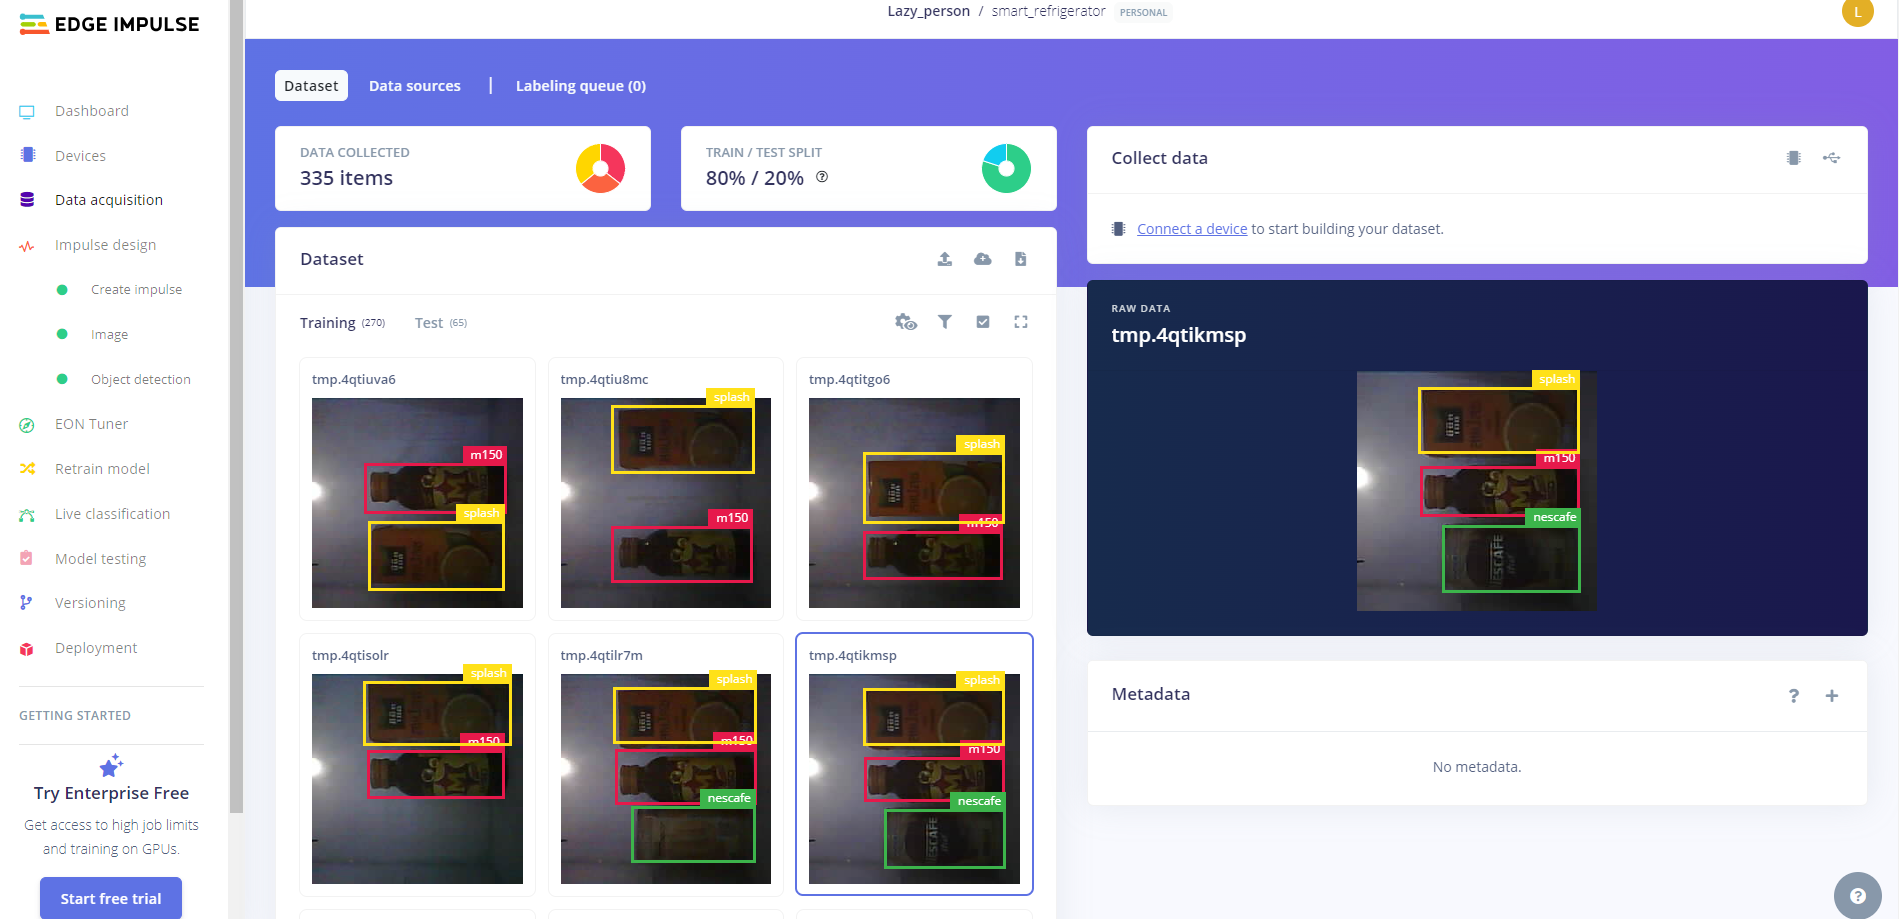 EDGE IMPULSE
Lazy_person / smart_refrigerator PERSONAL
L
Dashboard
Devices
Data acquisition
Impulse design
Create impulse
Image
Object detection
EON Tuner
Retrain model
Live classification
Model testing
Versioning
Deployment
GETTING STARTED
Try Enterprise Free
Get access to high job limits
and training on GPUs.
Start free trial
Dataset Data sources | Labeling queue (0)
DATA COLLECTED
335 items
TRAIN / TEST SPLIT
80% / 20%
Dataset
Training (270) Test (65)
tmp.4qtiuva6
m150
splash
tmp.4qtiu8mc
splash
m150
tmp.4qtitgo6
splash
m150
tmp.4qtisolr
splash
m150
tmp.4qtilr7m
splash
m150
nescafe
tmp.4qtikmsp
splash
m150
nescafe
NESCAFE
Collect data
Connect a device to start building your dataset.
RAW DATA
tmp.4qtikmsp
splash
m150
nescafe
NESCAFE
Metadata
?
No metadata.
?